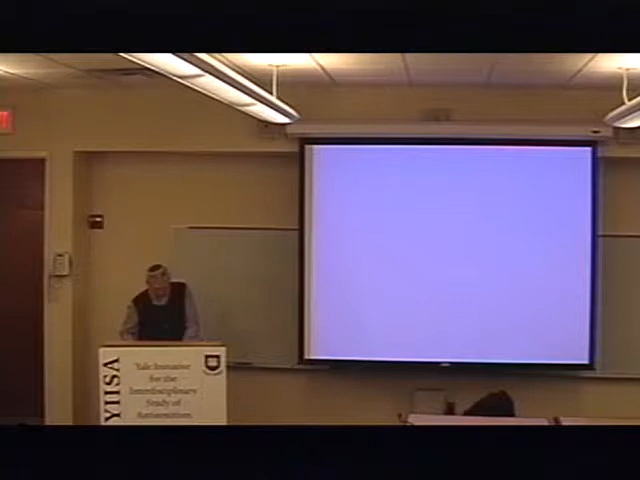 YIISA
Yale Initiative
for the
Interdisciplinary
Study of
Antisemitism